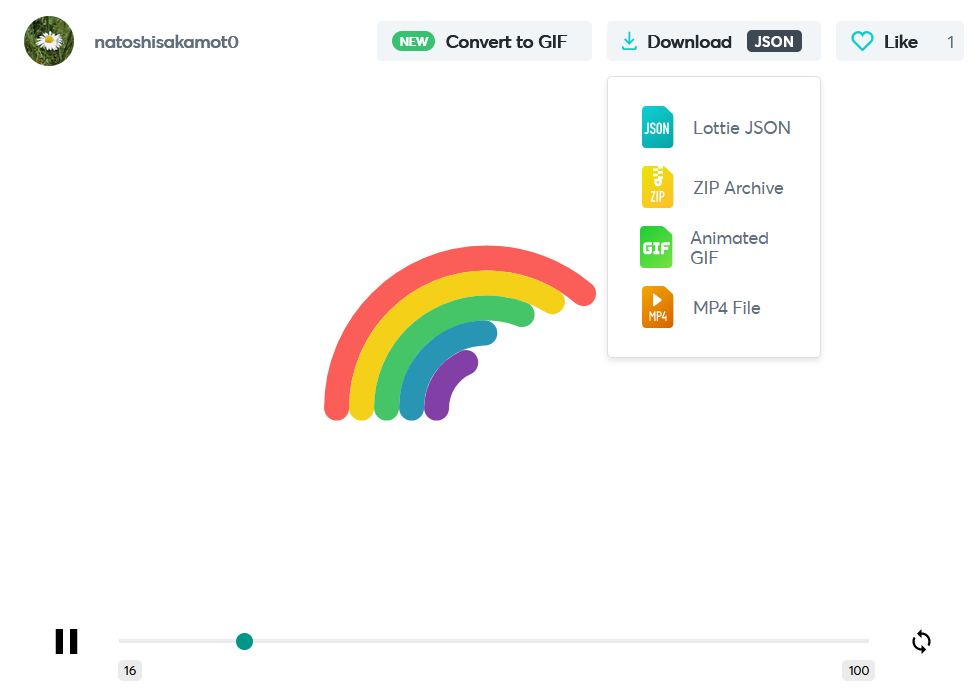 natoshisakamot0
NEW Convert to GIF
Download JSON
Like 1
JSON Lottie JSON
ZIP ZIP Archive
GIF Animated
GIF
MP4 MP4 File
16
100